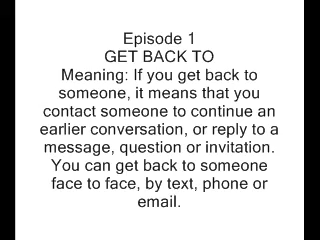 Episode 1
GET BACK TO
Meaning: If you get back to
someone, it means that you
contact someone to continue an
earlier conversation, or reply to a
message, question or invitation.
You can get back to someone
face to face, by text, phone or
email.